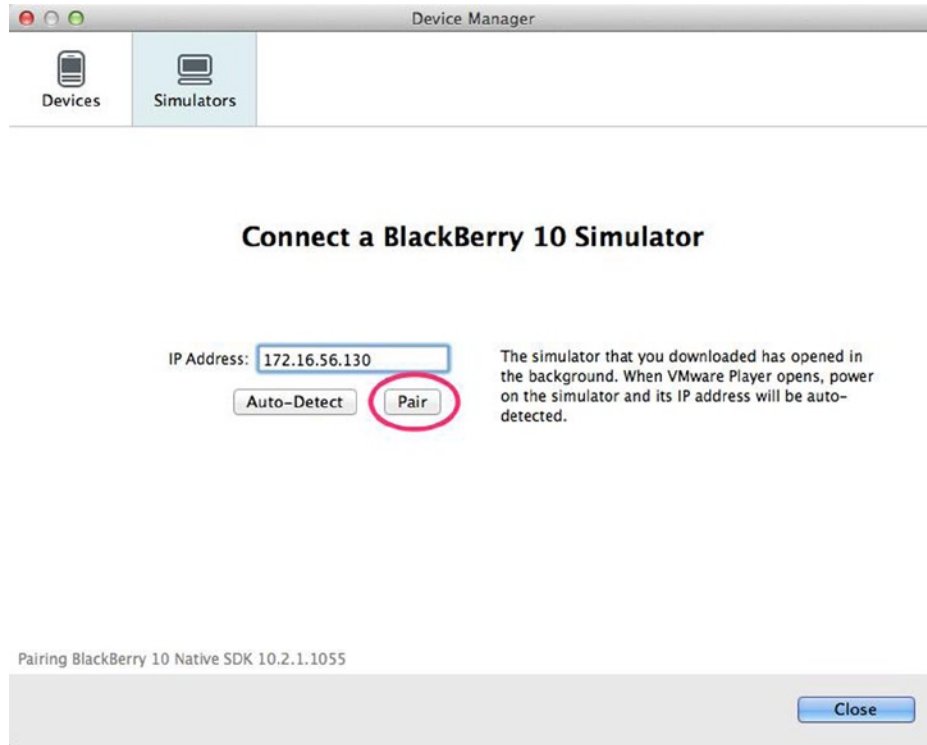 Device Manager
Devices
Simulators
Connect a BlackBerry 10 Simulator
IP Address: 172.16.56.130
Auto-Detect
Pair
The simulator that you downloaded has opened in
the background. When VMware Player opens, power
on the simulator and its IP address will be auto-
detected.
Pairing BlackBerry 10 Native SDK 10.2.1.1055
Close